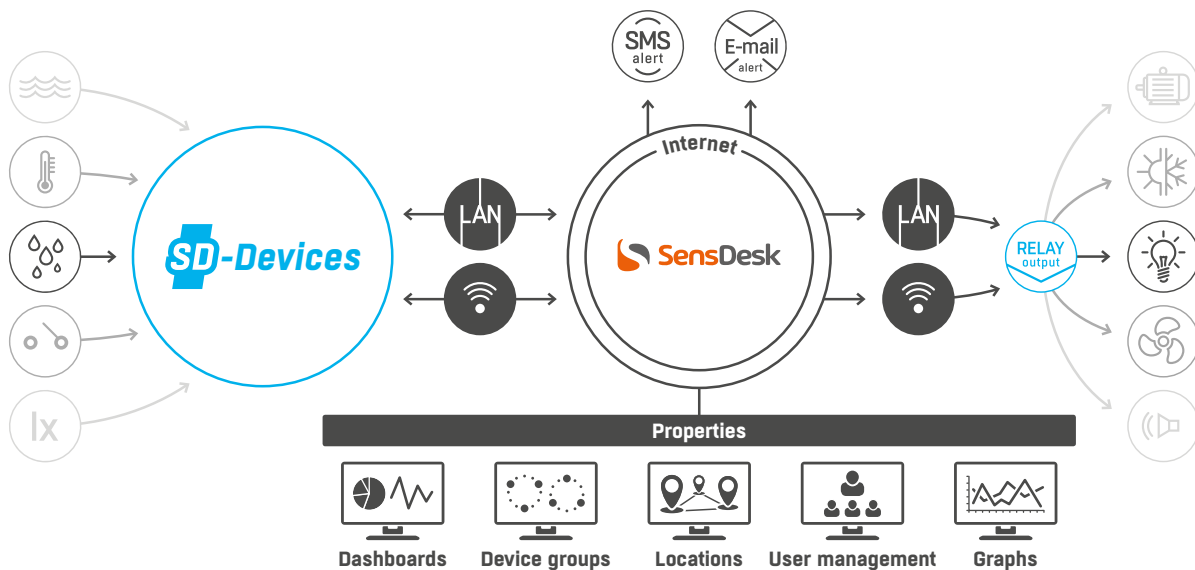 SMS
alert
E-mail
alert
Internet
SD-Devices
LAN
SensDesk
LAN
RELAY
output
lx
Properties
Dashboards
Device groups
Locations
User management
Graphs